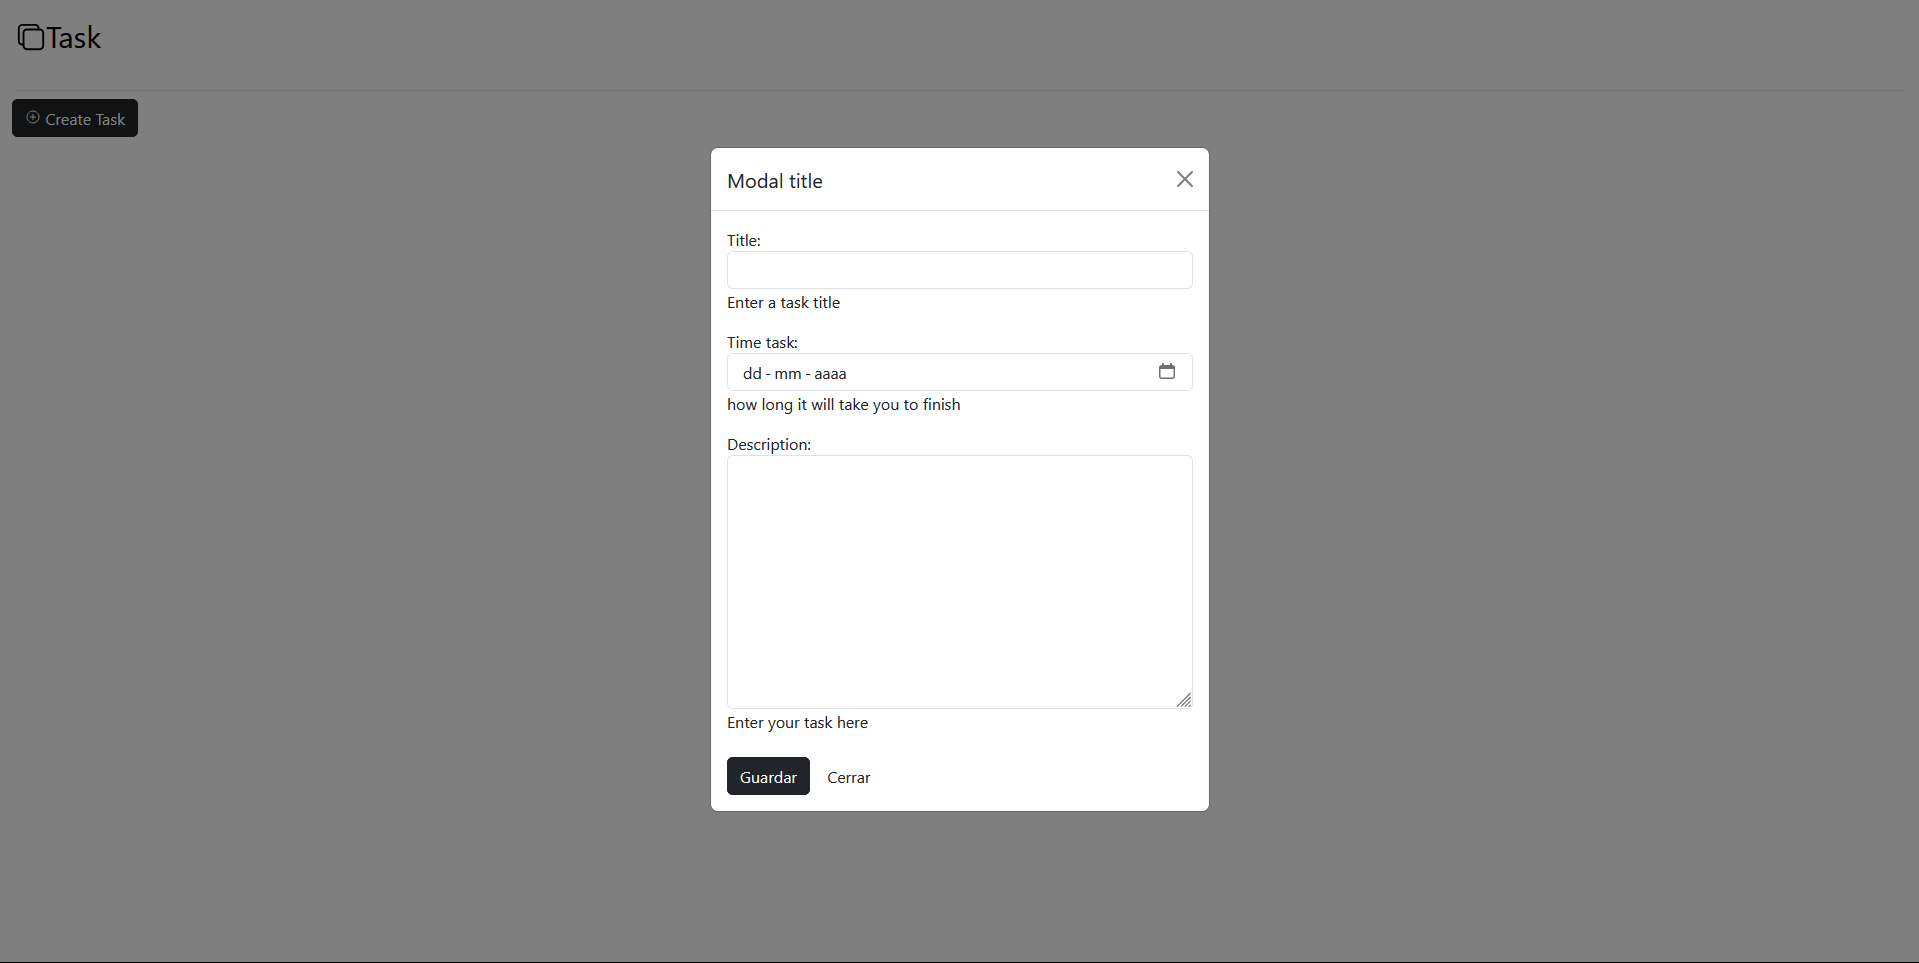 Task
Create Task
Modal title
Title:
Enter a task title
Time task:
dd - mm - aaaa
how long it will take you to finish
Description:
Enter your task here
Guardar Cerrar